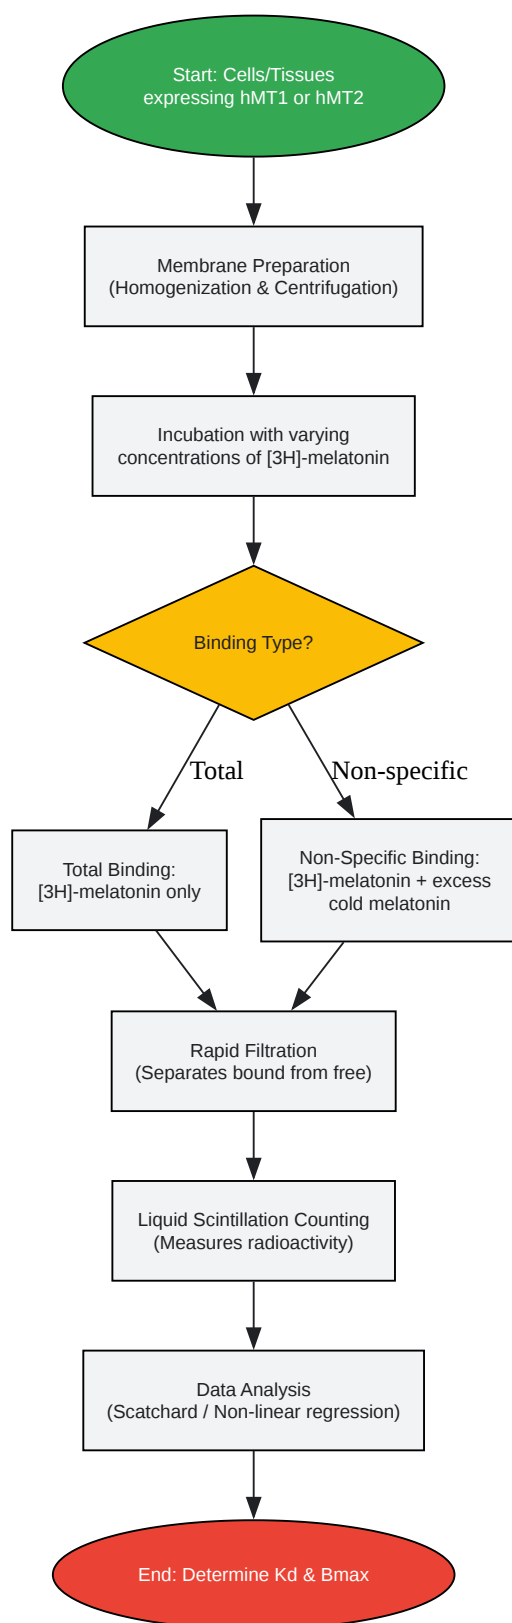 Start: Cells/Tissues
expressing hMT1 or hMT2
Membrane Preparation
(Homogenization & Centrifugation)
Incubation with varying
concentrations of [3H]-melatonin
Binding Type?
Total
Non-specific
Total Binding:
[3H]-melatonin only
Non-Specific Binding:
[3H]-melatonin + excess
cold melatonin
Rapid Filtration
(Separates bound from free)
Liquid Scintillation Counting
(Measures radioactivity)
Data Analysis
(Scatchard / Non-linear regression)
End: Determine Kd & Bmax